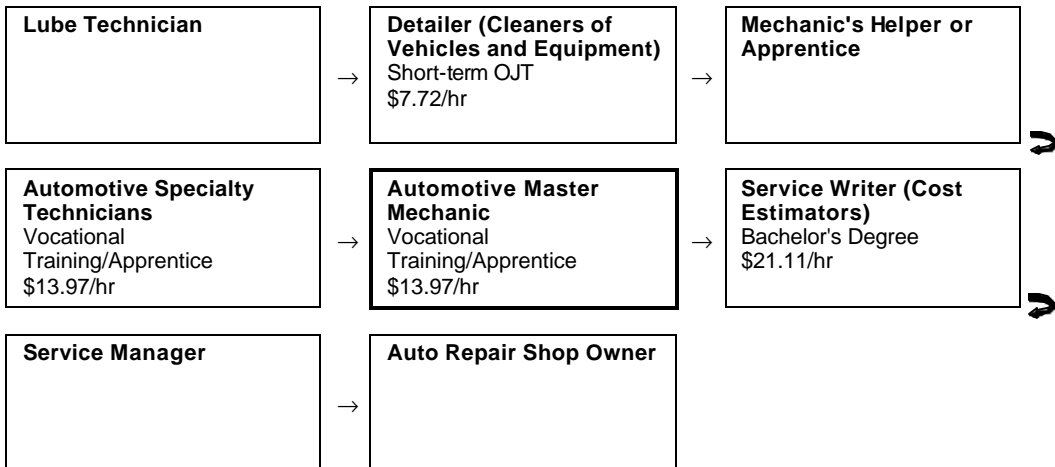 Lube Technician
→
Detailer (Cleaners of
Vehicles and Equipment)
Short-term OJT
$7.72/hr
→
Mechanic's Helper or
Apprentice
Automotive Specialty
Technicians
Vocational
Training/Apprentice
$13.97/hr
→
Automotive Master
Mechanic
Vocational
Training/Apprentice
$13.97/hr
→
Service Writer (Cost
Estimators)
Bachelor's Degree
$21.11/hr
Service Manager
→
Auto Repair Shop Owner